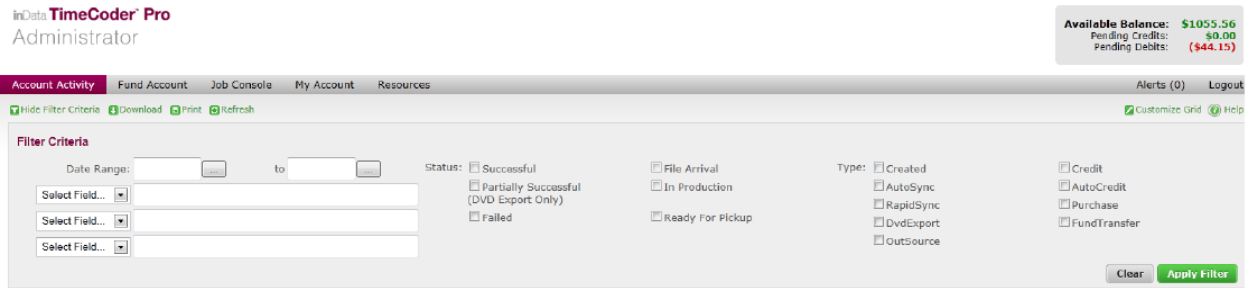 inData TimeCoder Pro
Administrator
Available Balance: $1055.56
Pending Credits: $0.00
Pending Debits: ($44.15)
Account Activity Fund Account Job Console My Account Resources Alerts (0) Logout
Hide Filter Criteria Download Print Refresh Customize Grid Help
Filter Criteria
Date Range: ... to ... Status: Successful File Arrival Type: Created Credit
Select Field... Partially Successful (DVD Export Only) In Production AutoSync AutoCredit
RapidSync Purchase
Select Field... Failed Ready For Pickup DvdExport FundTransfer
Select Field... OutSource
Clear Apply Filter